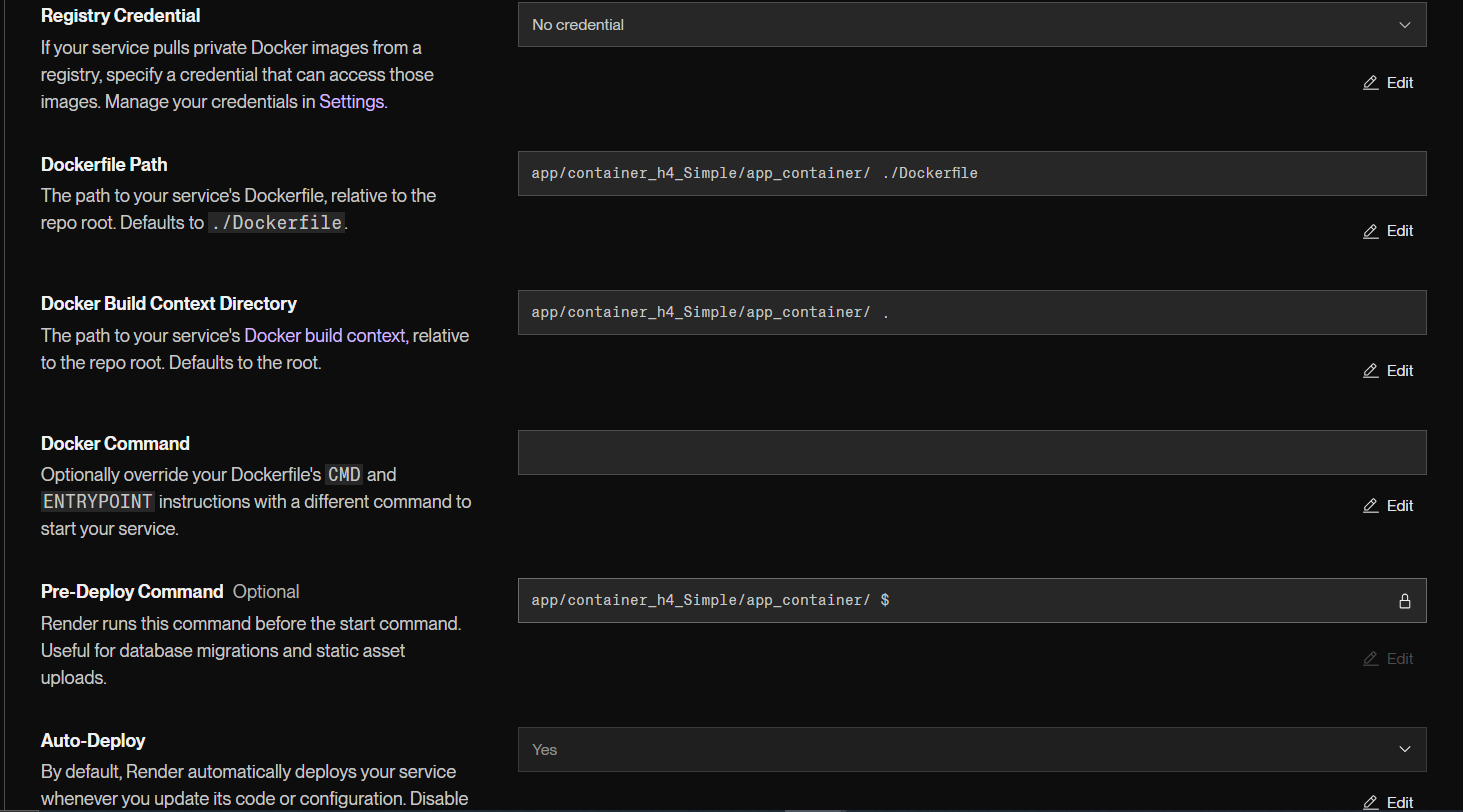 Registry Credential
If your service pulls private Docker images from a
registry, specify a credential that can access those
images. Manage your credentials in Settings.
No credential
Edit
Dockerfile Path
The path to your service's Dockerfile, relative to the
repo root. Defaults to ./Dockerfile.
app/container_h4_Simple/app_container/ ./Dockerfile
Edit
Docker Build Context Directory
The path to your service's Docker build context, relative
to the repo root. Defaults to the root.
app/container_h4_Simple/app_container/ .
Edit
Docker Command
Optionally override your Dockerfile's CMD and
ENTRYPOINT instructions with a different command to
start your service.
Edit
Pre-Deploy Command Optional
Render runs this command before the start command.
Useful for database migrations and static asset
uploads.
app/container_h4_Simple/app_container/ $
Edit
Auto-Deploy
By default, Render automatically deploys your service
whenever you update its code or configuration. Disable
Yes
Edit